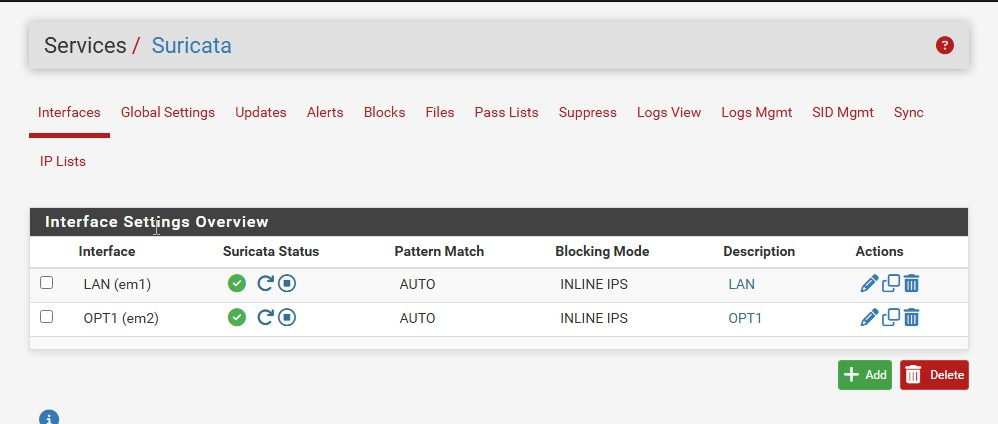 Services / Suricata
Interfaces Global Settings Updates Alerts Blocks Files Pass Lists Suppress Logs View Logs Mgmt SID Mgmt Sync
IP Lists
Interface Settings Overview
Interface Suricata Status Pattern Match Blocking Mode Description Actions
LAN (em1) AUTO INLINE IPS LAN
OPT1 (em2) AUTO INLINE IPS OPT1
Add Delete